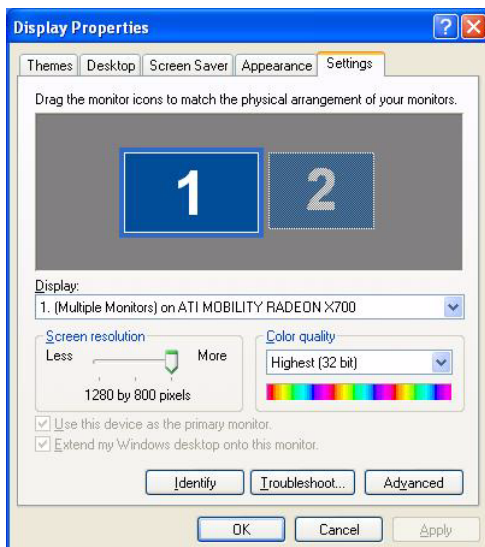 Display Properties
Themes Desktop Screen Saver Appearance Settings
Drag the monitor icons to match the physical arrangement of your monitors.
1 2
Display:
1. (Multiple Monitors) on ATI MOBILITY RADEON X700
Screen resolution Color quality
Less More Highest (32 bit)
1280 by 800 pixels
Use this device as the primary monitor.
Extend my Windows desktop onto this monitor.
Identify Troubleshoot... Advanced
OK Cancel Apply